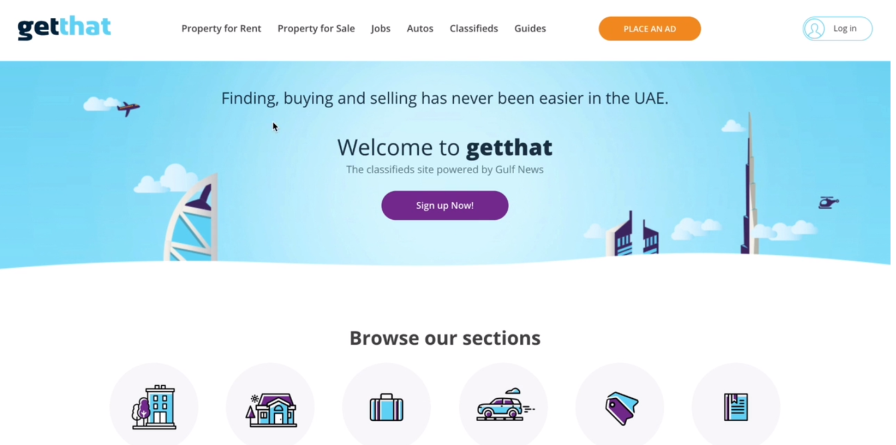 getthat
Property for Rent
Property for Sale
Jobs
Autos
Classifieds
Guides
PLACE AN AD
Log in
Finding, buying and selling has never been easier in the UAE.
Welcome to getthat
The classifieds site powered by Gulf News
Sign up Now!
Browse our sections